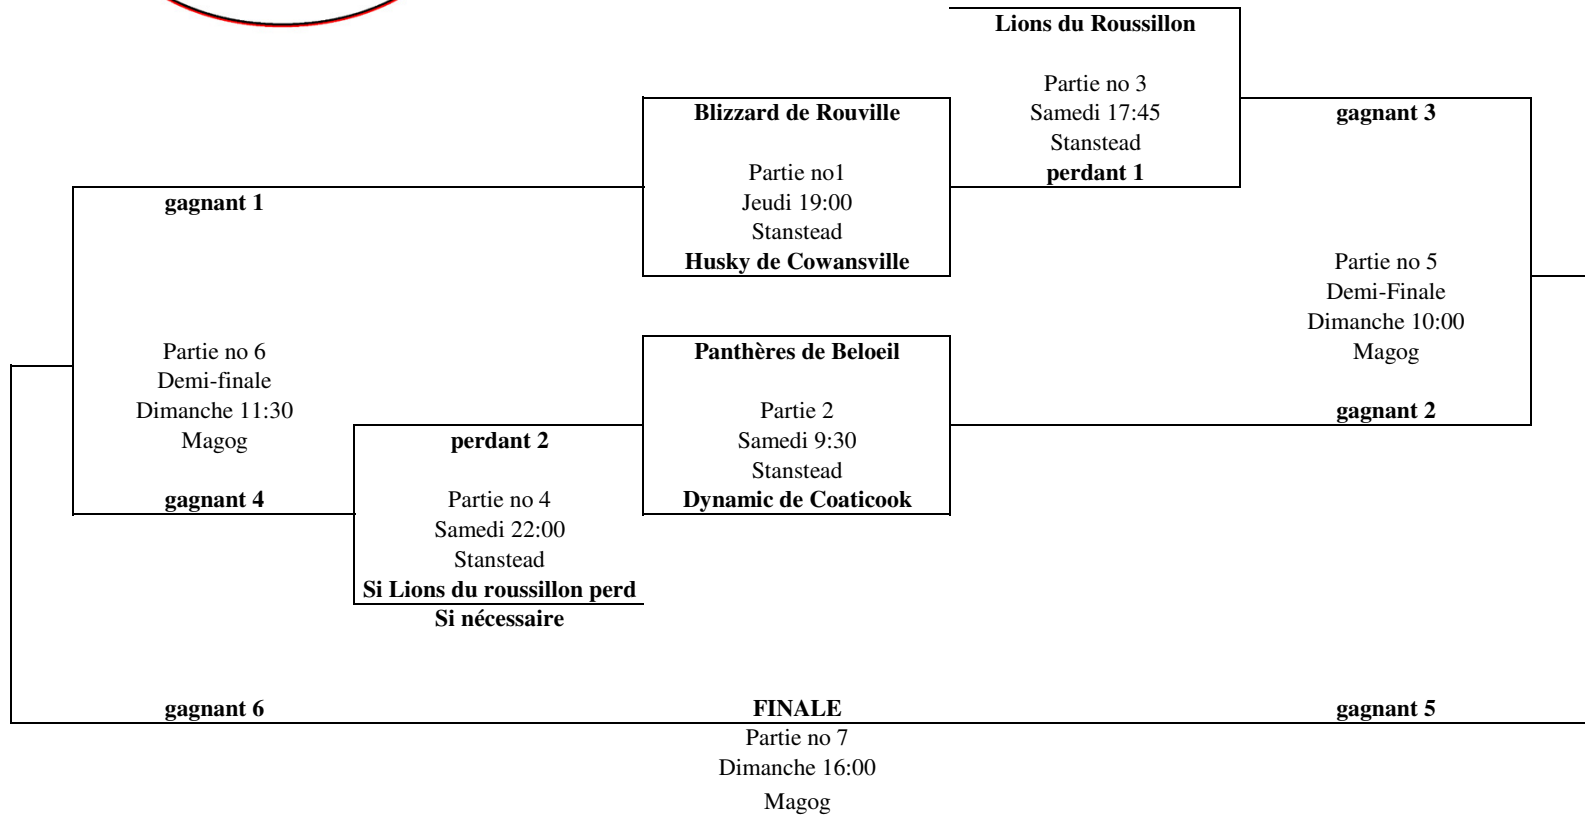 Lions du Roussillon
Partie no 3
Samedi 17:45
Stanstead
perdant 1
Blizzard de Rouville
Partie no1
Jeudi 19:00
Stanstead
Husky de Cowansville
gagnant 3
gagnant 1
Partie no 5
Demi-Finale
Dimanche 10:00
Magog
gagnant 2
Panthères de Beloeil
Partie 2
Samedi 9:30
Stanstead
Dynamic de Coaticook
Partie no 6
Demi-finale
Dimanche 11:30
Magog
gagnant 4
perdant 2
Partie no 4
Samedi 22:00
Stanstead
Si Lions du roussillon perd
Si nécessaire
gagnant 6
FINALE
gagnant 5
Partie no 7
Dimanche 16:00
Magog